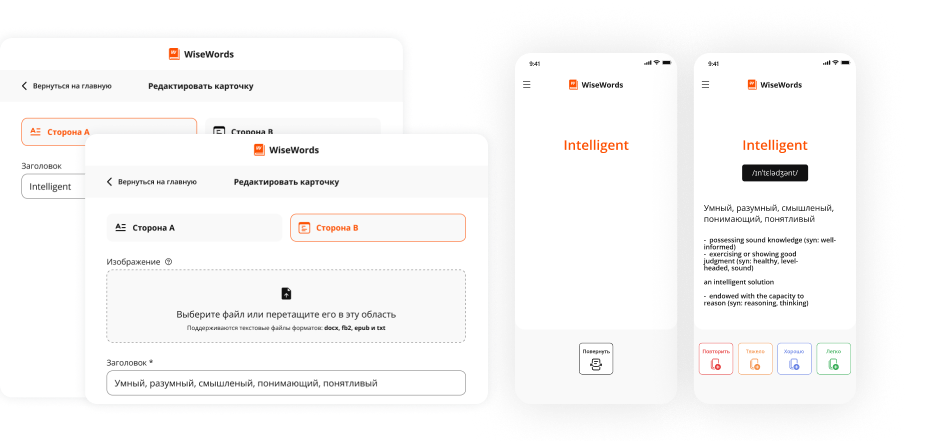 WiseWords
Вернуться на главную
Редактировать карточку
Сторона A
Сторона B
Заголовок
Intelligent
WiseWords
Вернуться на главную
Редактировать карточку
Сторона A
Сторона B
Изображение
Выберите файл или перетащите его в эту область
Поддерживаются текстовые файлы форматов: docx, fb2, epub и txt
Заголовок *
Умный, разумный, смышленый, понимающий, понятливый
9:41
WiseWords
Intelligent
Повернуть
9:41
WiseWords
Intelligent
/ɪnˈtɛlədʒənt/
Умный, разумный, смышленый,
понимающий, понятливый
- possessing sound knowledge (syn: well-
informed)
- exercising or showing good
judgment (syn: healthy, level-
headed, sound)
an intelligent solution
- endowed with the capacity to
reason (syn: reasoning, thinking)
Повторить
Тяжело
Хорошо
Легко